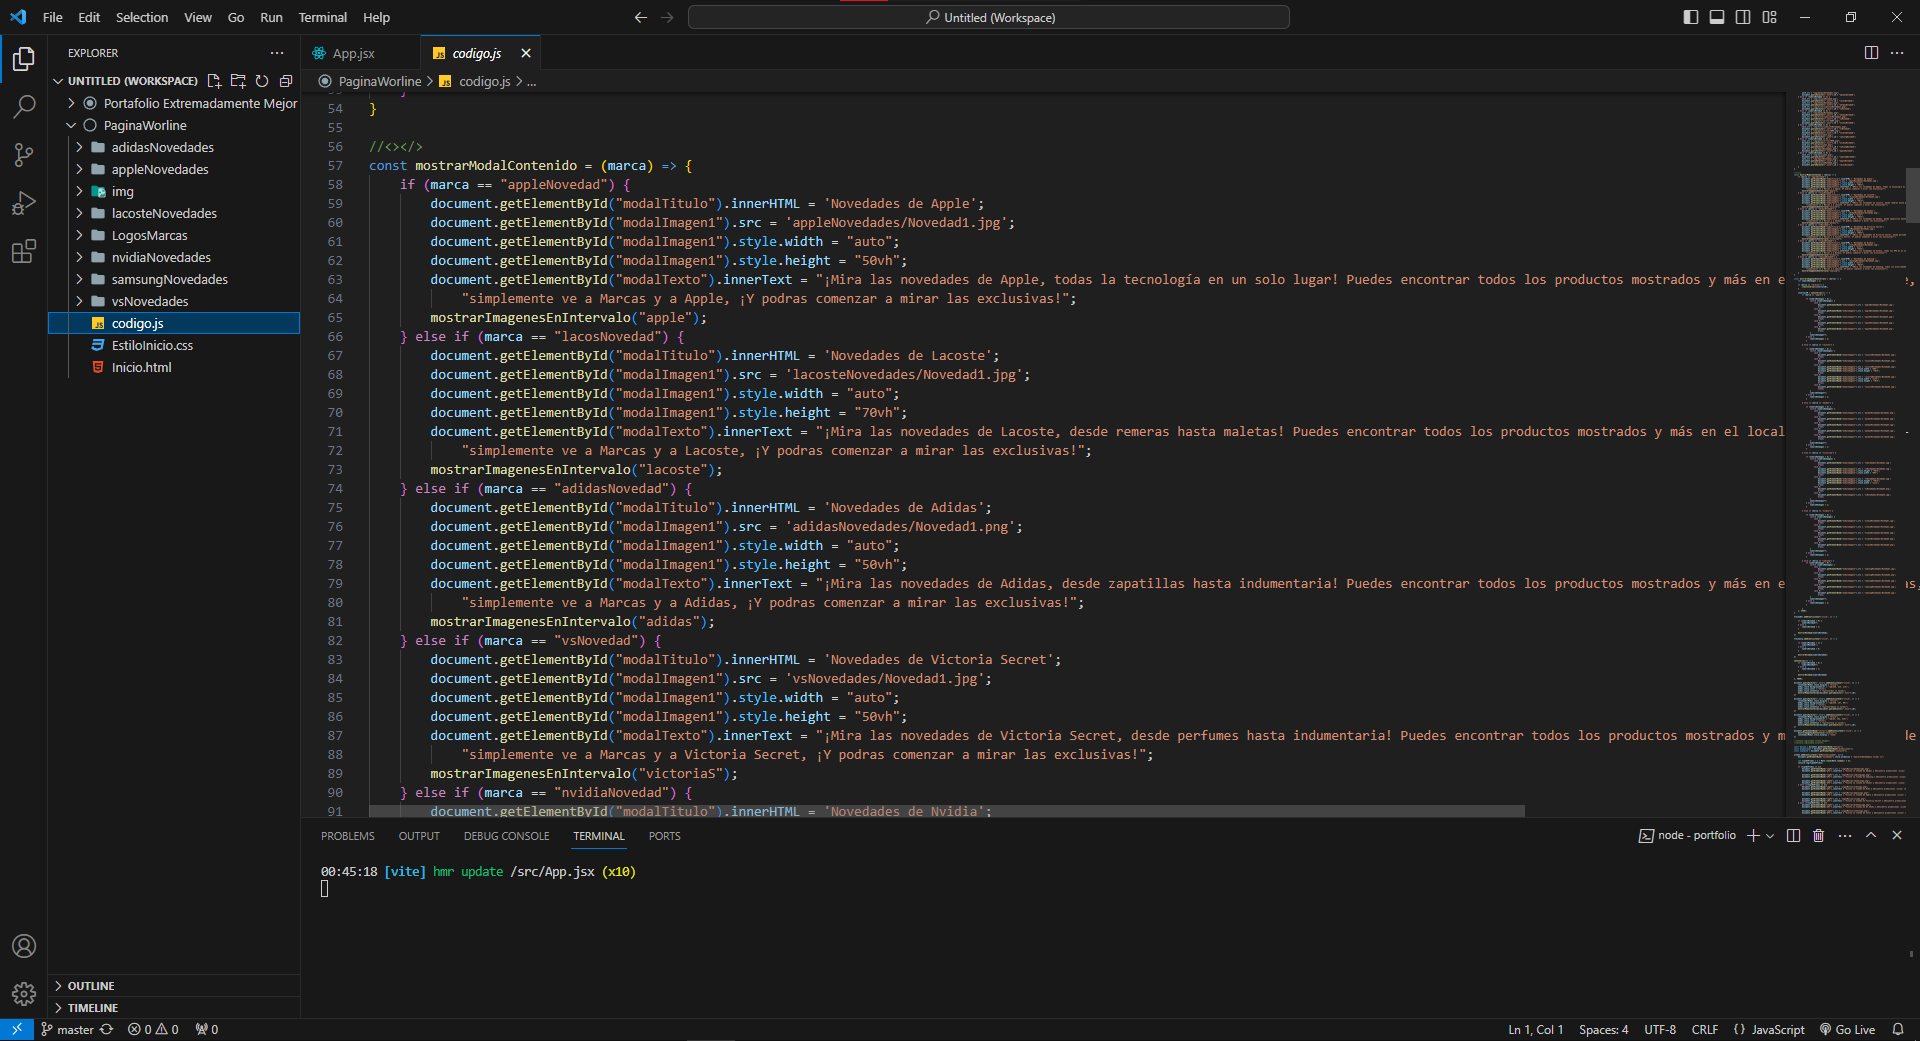 File Edit Selection View Go Run Terminal Help
Untitled (Workspace)
EXPLORER
UNTITLED (WORKSPACE)
Portafolio Extremadamente Mejor
PaginaWorline
adidasNovedades
appleNovedades
img
lacosteNovedades
LogosMarcas
nvidiaNovedades
samsungNovedades
vsNovedades
codigo.js
EstiloInicio.css
Inicio.html
OUTLINE
TIMELINE
App.jsx codigo.js
PaginaWorline > codigo.js > ...
54 }
55
56 //<></>
57 const mostrarModalContenido = (marca) => {
58 if (marca == "appleNovedad") {
59 document.getElementById("modalTitulo").innerHTML = 'Novedades de Apple';
60 document.getElementById("modalImagen1").src = 'appleNovedades/Novedad1.jpg';
61 document.getElementById("modalImagen1").style.width = "auto";
62 document.getElementById("modalImagen1").style.height = "50vh";
63 document.getElementById("modalTexto").innerText = "¡Mira las novedades de Apple, todas la tecnología en un solo lugar! Puedes encontrar todos los productos mostrados y más en e
64 "simplemente ve a Marcas y a Apple, ¡Y podras comenzar a mirar las exclusivas!";
65 mostrarImagenesEnIntervalo("apple");
66 } else if (marca == "lacosNovedad") {
67 document.getElementById("modalTitulo").innerHTML = 'Novedades de Lacoste';
68 document.getElementById("modalImagen1").src = 'lacosteNovedades/Novedad1.jpg';
69 document.getElementById("modalImagen1").style.width = "auto";
70 document.getElementById("modalImagen1").style.height = "70vh";
71 document.getElementById("modalTexto").innerText = "¡Mira las novedades de Lacoste, desde remeras hasta maletas! Puedes encontrar todos los productos mostrados y más en el local
72 "simplemente ve a Marcas y a Lacoste, ¡Y podras comenzar a mirar las exclusivas!";
73 mostrarImagenesEnIntervalo("lacoste");
74 } else if (marca == "adidasNovedad") {
75 document.getElementById("modalTitulo").innerHTML = 'Novedades de Adidas';
76 document.getElementById("modalImagen1").src = 'adidasNovedades/Novedad1.png';
77 document.getElementById("modalImagen1").style.width = "auto";
78 document.getElementById("modalImagen1").style.height = "50vh";
79 document.getElementById("modalTexto").innerText = "¡Mira las novedades de Adidas, desde zapatillas hasta indumentaria! Puedes encontrar todos los productos mostrados y más en e
80 "simplemente ve a Marcas y a Adidas, ¡Y podras comenzar a mirar las exclusivas!";
81 mostrarImagenesEnIntervalo("adidas");
82 } else if (marca == "vsNovedad") {
83 document.getElementById("modalTitulo").innerHTML = 'Novedades de Victoria Secret';
84 document.getElementById("modalImagen1").src = 'vsNovedades/Novedad1.jpg';
85 document.getElementById("modalImagen1").style.width = "auto";
86 document.getElementById("modalImagen1").style.height = "50vh";
87 document.getElementById("modalTexto").innerText = "¡Mira las novedades de Victoria Secret, desde perfumes hasta indumentaria! Puedes encontrar todos los productos mostrados y m
88 "simplemente ve a Marcas y a Victoria Secret, ¡Y podras comenzar a mirar las exclusivas!";
89 mostrarImagenesEnIntervalo("victoriaS");
90 } else if (marca == "nvidiaNovedad") {
91 document.getElementById("modalTitulo").innerHTML = 'Novedades de Nvidia';
PROBLEMS OUTPUT DEBUG CONSOLE TERMINAL PORTS
node - portfolio
00:45:18 [vite] hmr update /src/App.jsx (x10)
master 0 0 0
Ln 1, Col 1 Spaces: 4 UTF-8 CRLF {} JavaScript Go Live